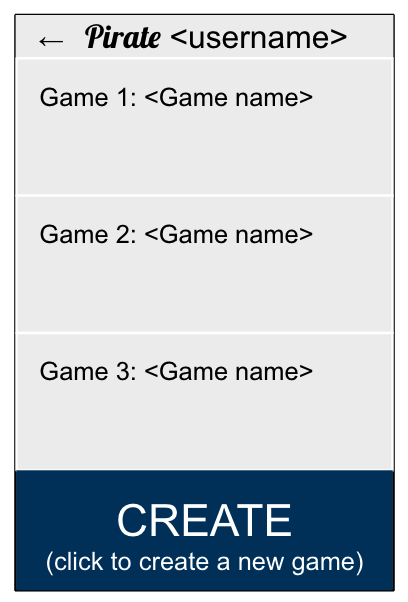 ← Pirate <username>
Game 1: <Game name>
Game 2: <Game name>
Game 3: <Game name>
CREATE
(click to create a new game)